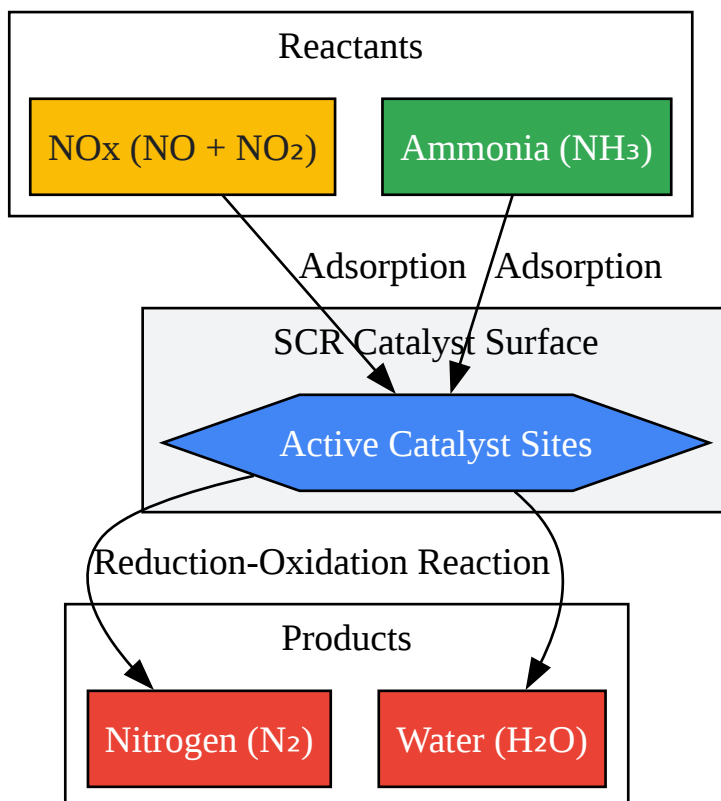 Reactants
NOx (NO + NO₂)
Ammonia (NH₃)
Adsorption
Adsorption
SCR Catalyst Surface
Active Catalyst Sites
Reduction-Oxidation Reaction
Products
Nitrogen (N₂)
Water (H₂O)